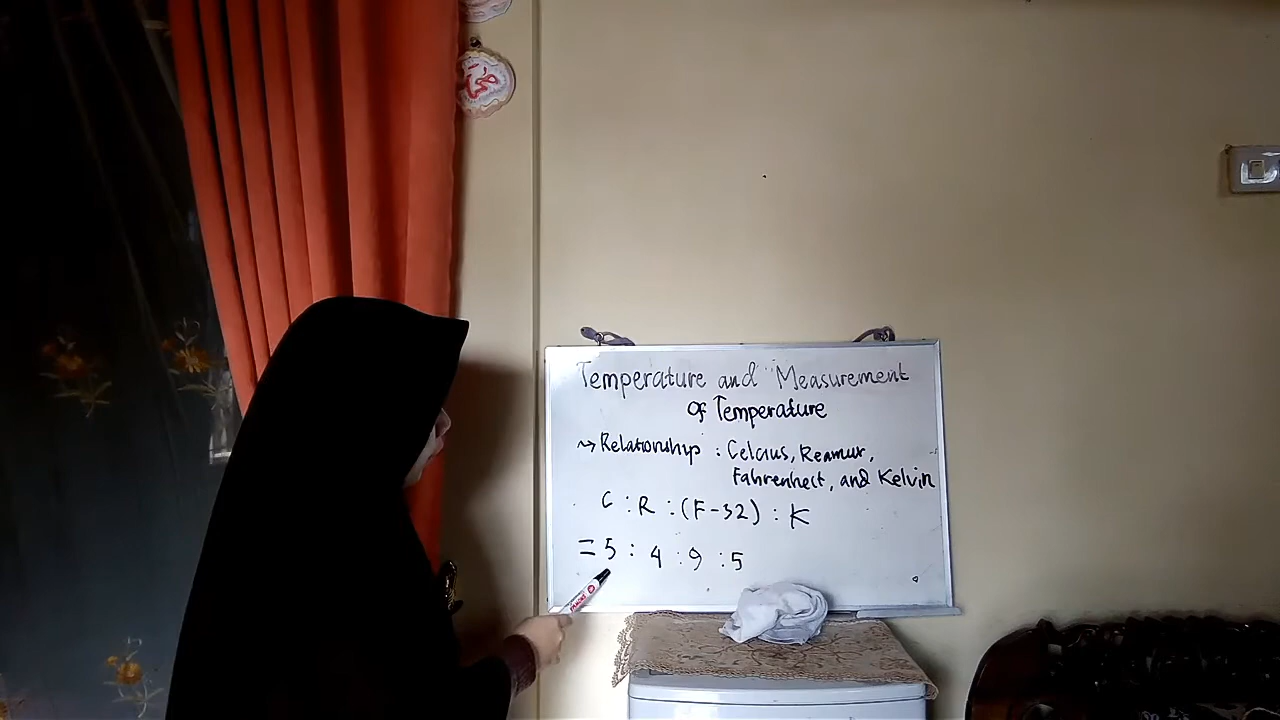 Temperature and "Measurement
of Temperature
↝ Relationship : Celcius, Reamur,
Fahrenheit, and Kelvin
C : R : (F-32) : K
= 5 : 4 : 9 : 5